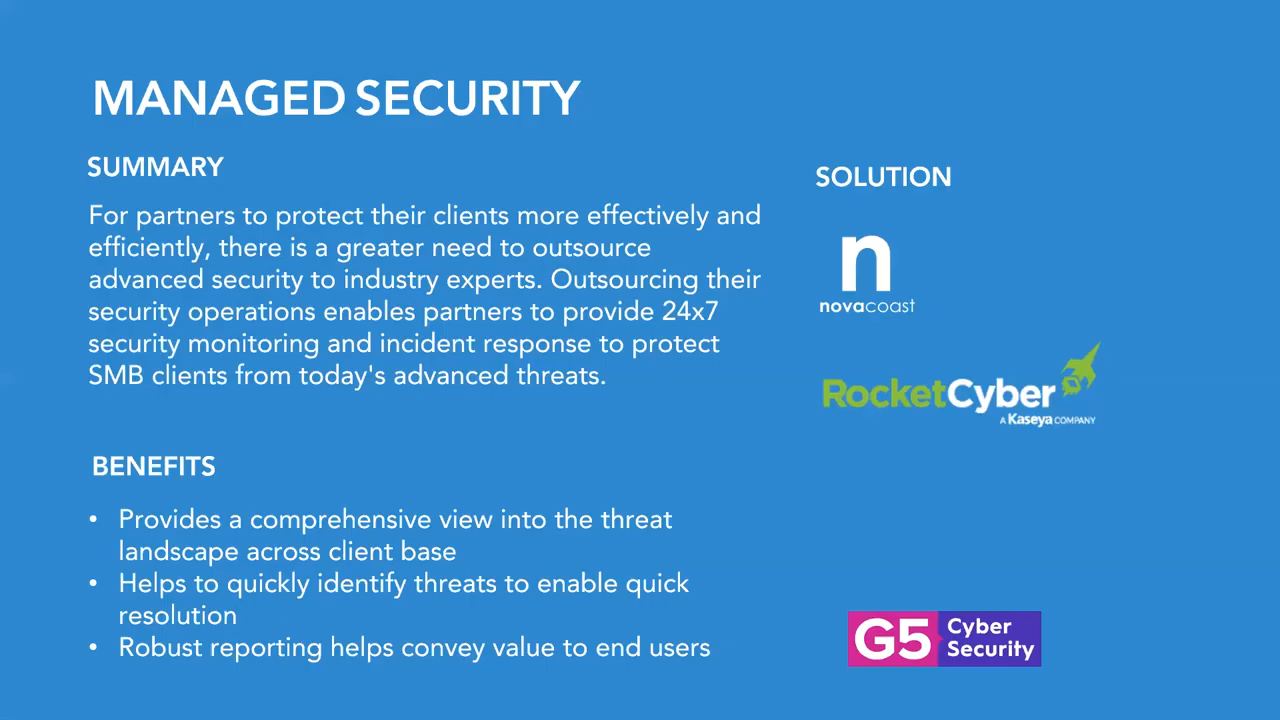 MANAGED SECURITY
SUMMARY
For partners to protect their clients more effectively and
efficiently, there is a greater need to outsource
advanced security to industry experts. Outsourcing their
security operations enables partners to provide 24x7
security monitoring and incident response to protect
SMB clients from today's advanced threats.
BENEFITS
• Provides a comprehensive view into the threat
landscape across client base
• Helps to quickly identify threats to enable quick
resolution
• Robust reporting helps convey value to end users
SOLUTION
n
novacoast
RocketCyber
A Kaseya COMPANY
G5 Cyber
Security